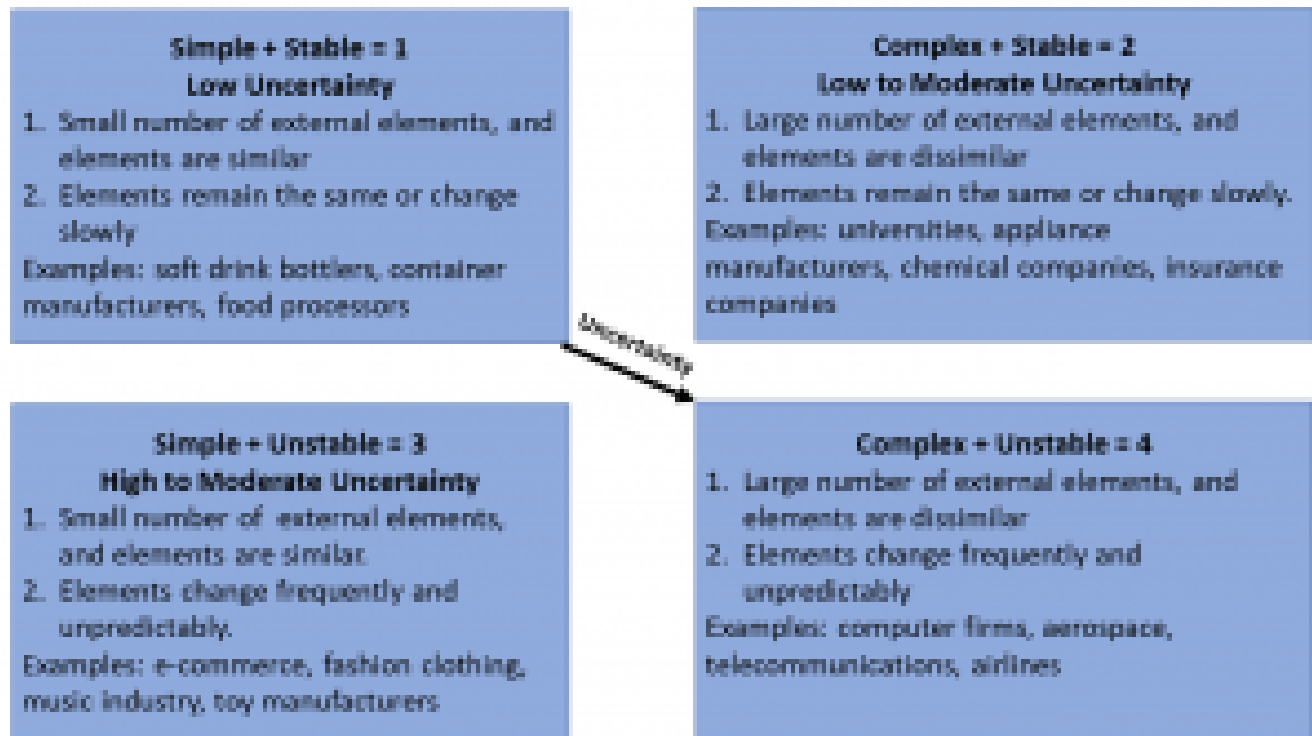 Simple + Stable = 1
Low Uncertainty
1. Small number of external elements, and
elements are similar
2. Elements remain the same or change
slowly
Examples: soft drink bottlers, container
manufacturers, food processors
Complex + Stable = 2
Low to Moderate Uncertainty
1. Large number of external elements, and
elements are dissimilar
2. Elements remain the same or change slowly.
Examples: universities, appliance
manufacturers, chemical companies, insurance
companies
Uncertainty
Simple + Unstable = 3
High to Moderate Uncertainty
1. Small number of external elements,
and elements are similar.
2. Elements change frequently and
unpredictably.
Examples: e-commerce, fashion clothing,
music industry, toy manufacturers
Complex + Unstable = 4
1. Large number of external elements, and
elements are dissimilar
2. Elements change frequently and
unpredictably
Examples: computer firms, aerospace,
telecommunications, airlines